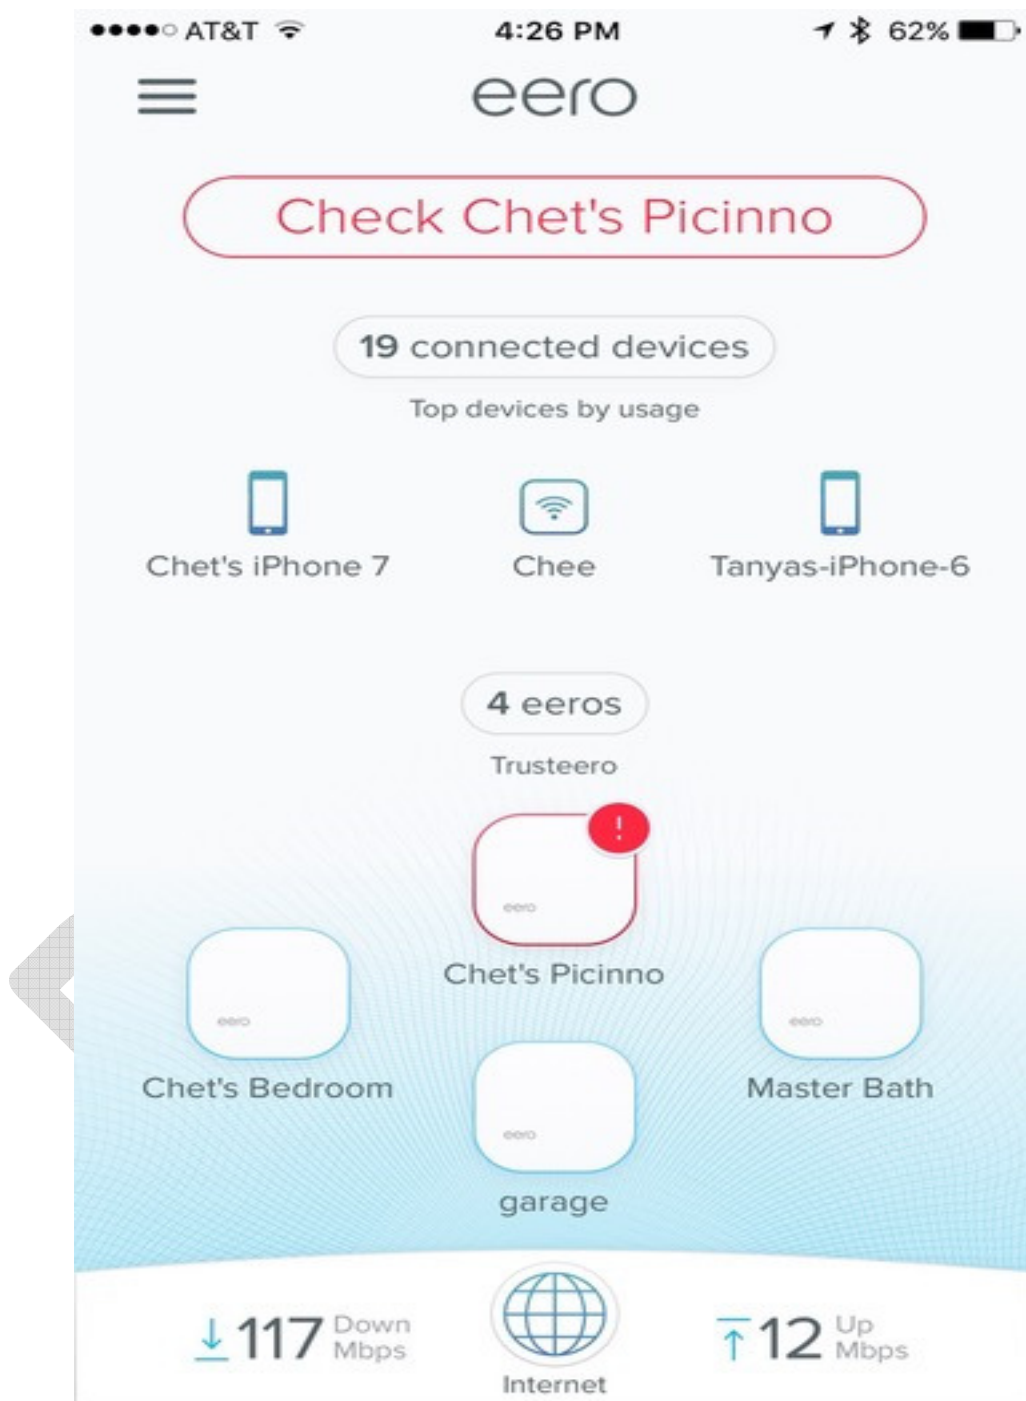 AT&T 4:26 PM 62%
eero
Check Chet's Picinno
19 connected devices
Top devices by usage
Chet's iPhone 7 Chee Tanyas-iPhone-6
4 eeros
Trusteero
!
eero
Chet's Picinno
eero eero
Chet's Bedroom Master Bath
eero
garage
117 Down Mbps 12 Up Mbps
Internet